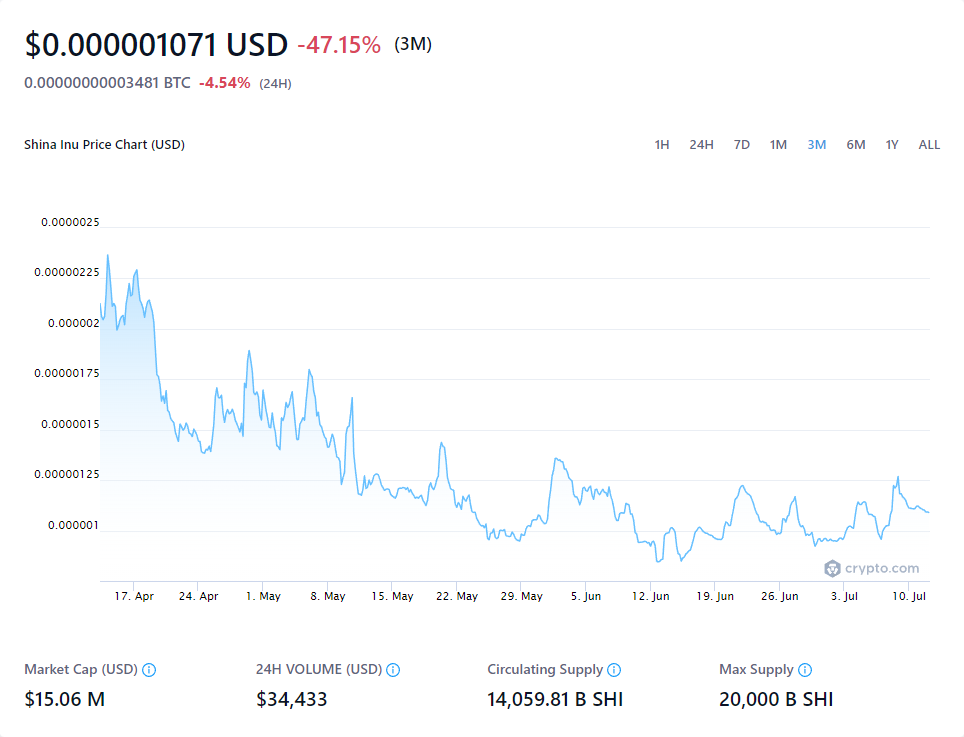 $0.000001071 USD -47.15% (3M)
0.00000000003481 BTC -4.54% (24H)
Shina Inu Price Chart (USD) 1H 24H 7D 1M 3M 6M 1Y ALL
0.0000025
0.00000225
0.000002
0.00000175
0.0000015
0.00000125
0.000001
crypto.com
17. Apr 24. Apr 1. May 8. May 15. May 22. May 29. May 5. Jun 12. Jun 19. Jun 26. Jun 3. Jul 10. Jul
Market Cap (USD) 24H VOLUME (USD) Circulating Supply Max Supply
$15.06 M $34,433 14,059.81 B SHI 20,000 B SHI